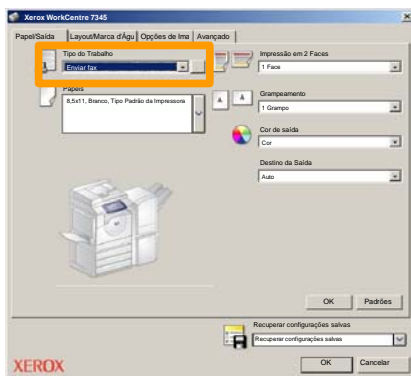 Xerox WorkCentre 7345
Papel/Saída Layout/Marca d'Águ Opções de Ima Avançado
Tipo do Trabalho
Enviar fax
Papéis
8,5x11, Branco, Tipo Padrão da Impressora
Impressão em 2 Faces
1 Face
Grampeamento
1 Grampo
Cor de saída
Cor
Destino da Saída
Auto
OK Padrões
Recuperar configurações salvas
Recuperar configurações salvas
XEROX
OK Cancelar